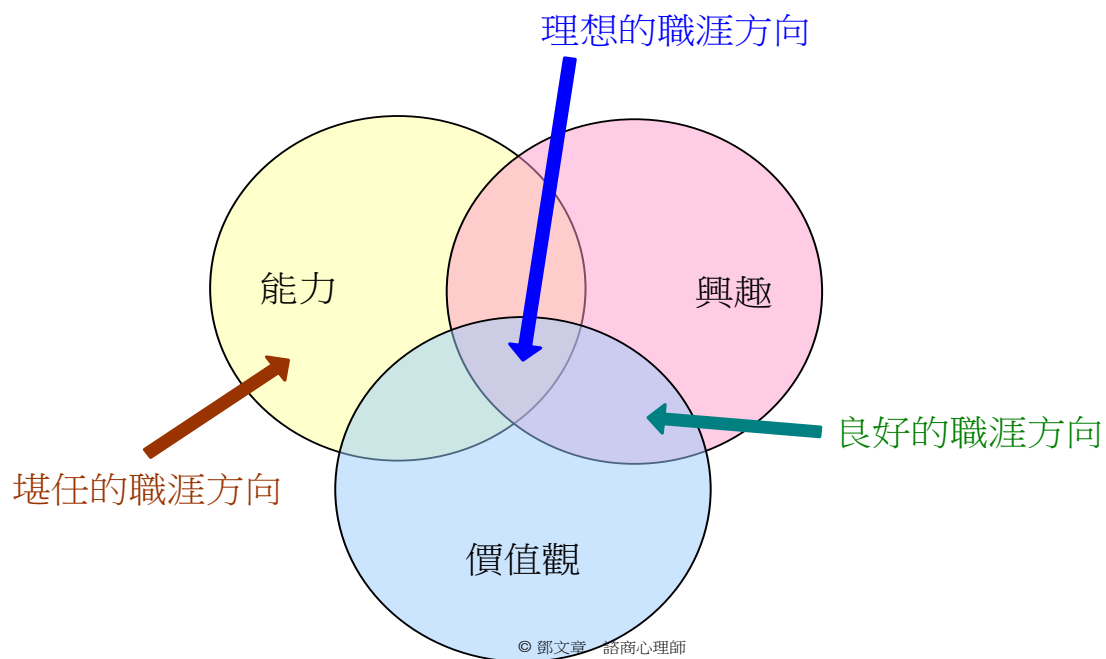 理想的職涯方向
能力
興趣
良好的職涯方向
堪任的職涯方向
價值觀
© 鄧文章 諮商心理師